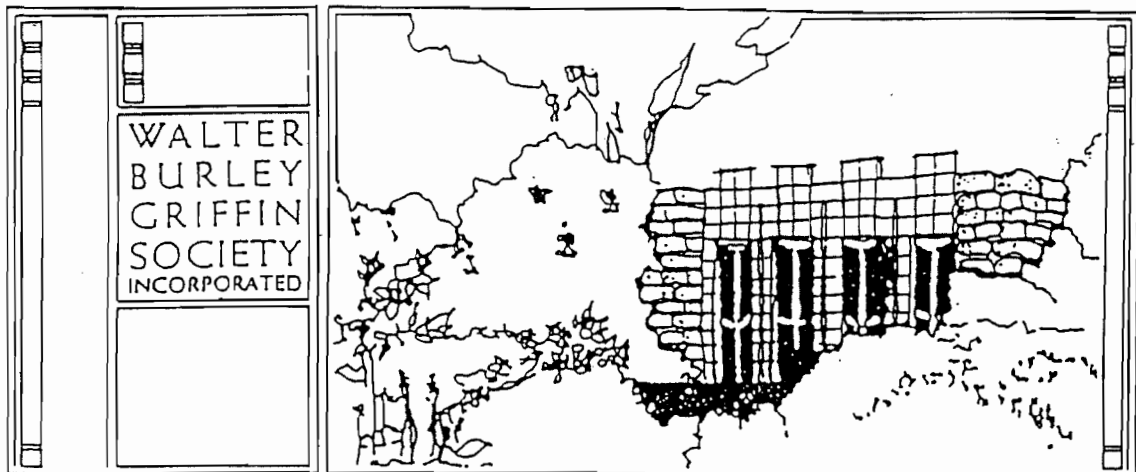 WALTER
BURLEY
GRIFFIN
SOCIETY
INCORPORATED